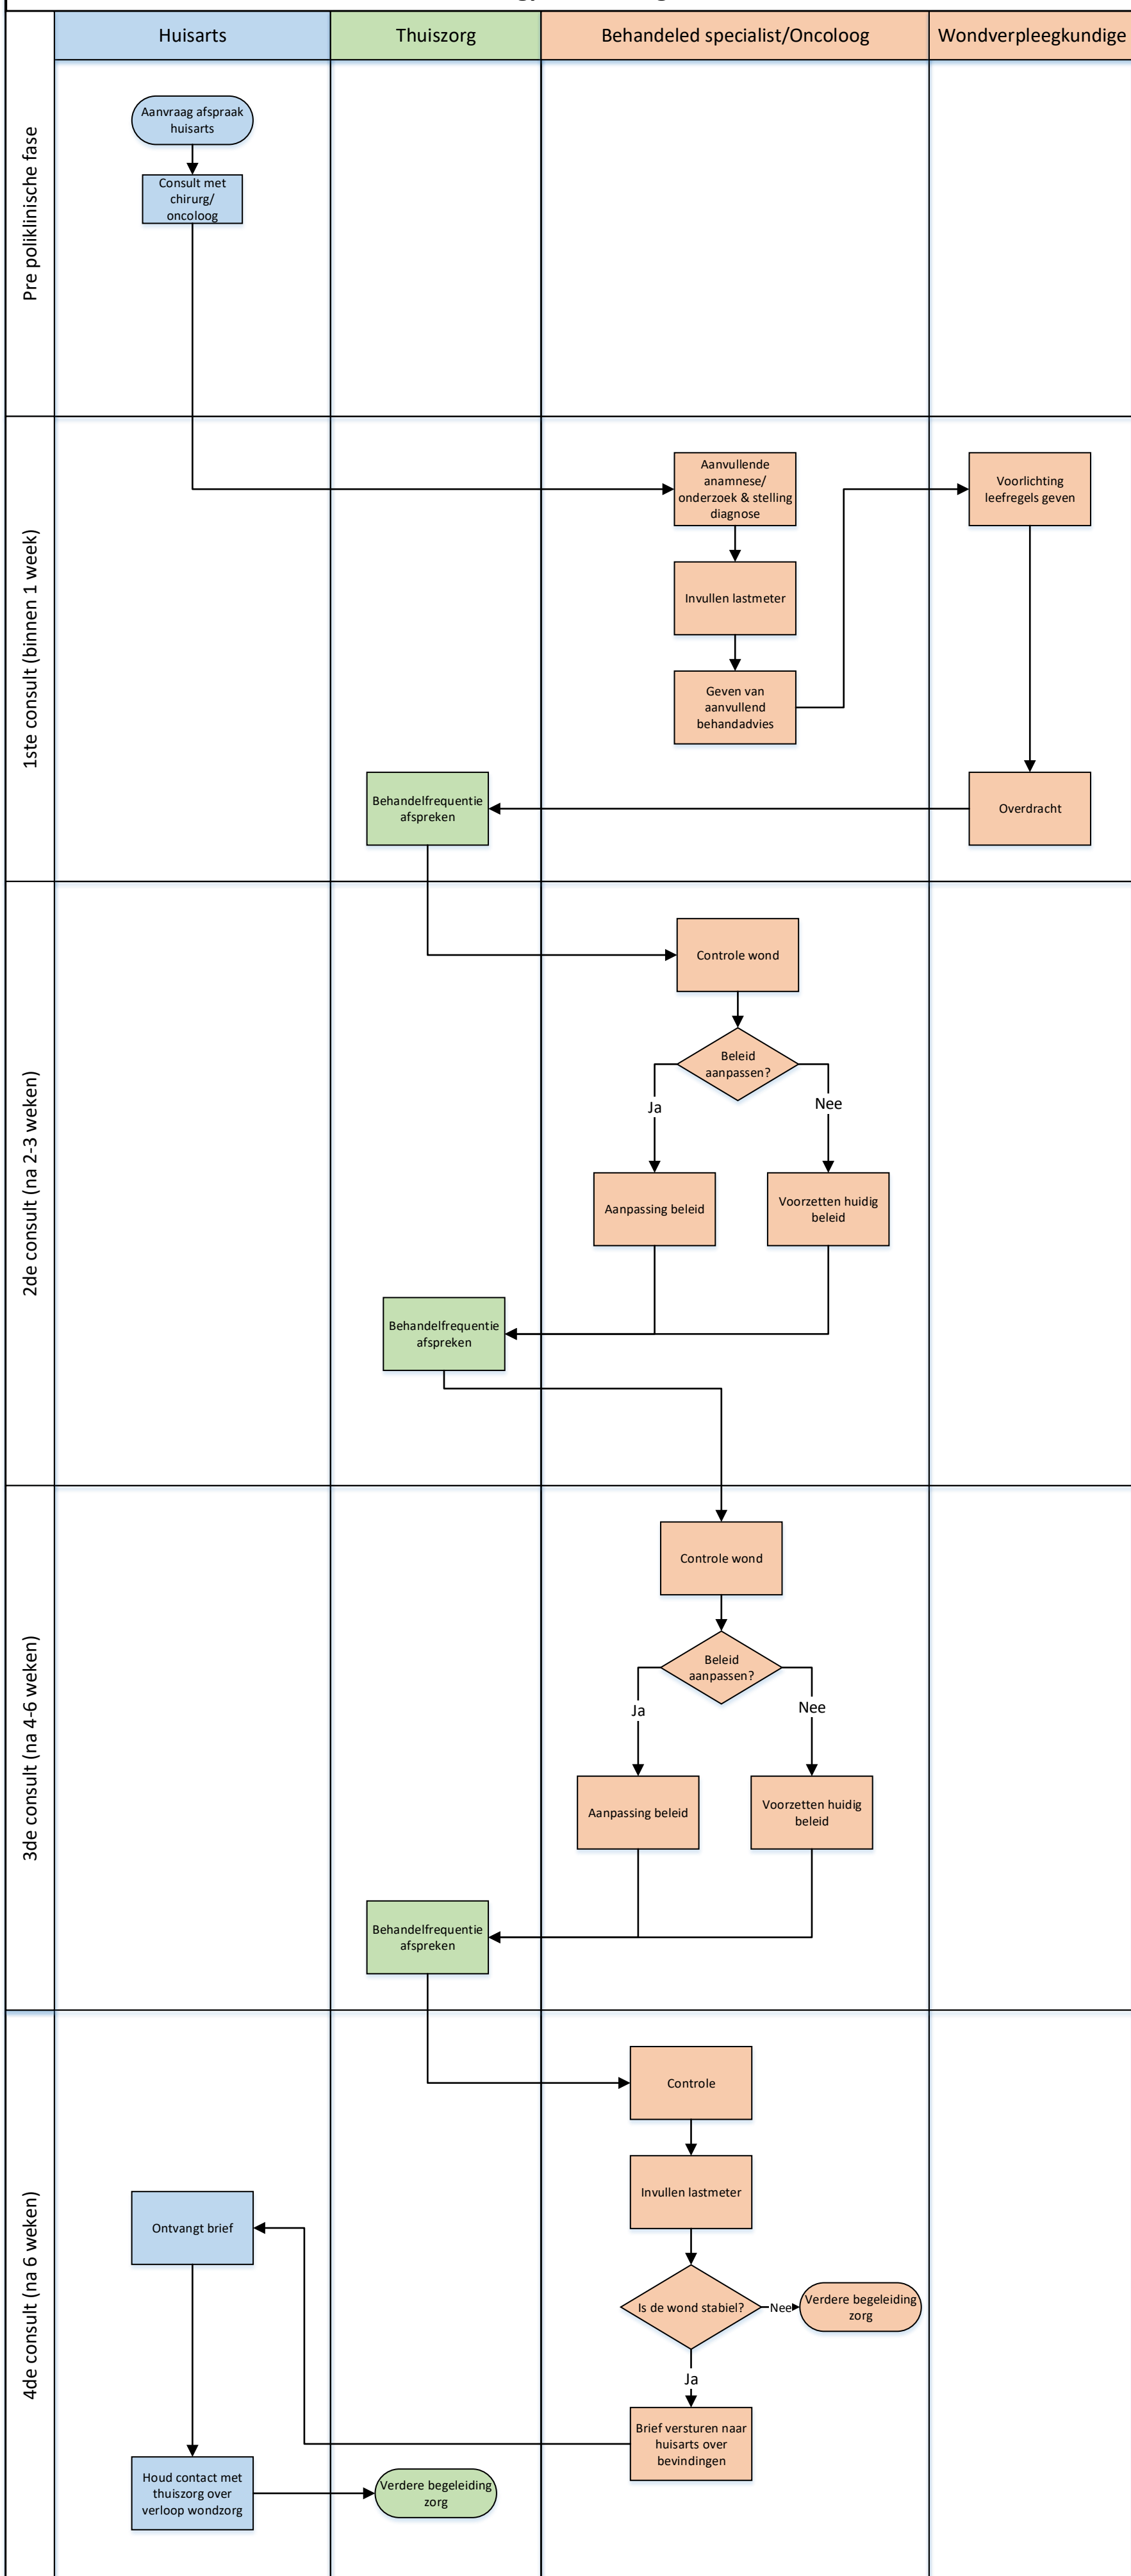 Huisarts
Thuiszorg
Behandeled specialist/Oncoloog
Wondverpleegkundige
Pre poliklinische fase
Aanvraag afspraak
huisarts
Consult met
chirurg/
oncoloog
1ste consult (binnen 1 week)
Aanvullende
anamnese/
onderzoek & stelling
diagnose
Voorlichting
leefregels geven
Invullen lastmeter
Geven van
aanvullend
behandadvies
Behandelfrequentie
afspreken
Overdracht
2de consult (na 2-3 weken)
Controle wond
Beleid
aanpassen?
Ja
Nee
Aanpassing beleid
Voorzetten huidig
beleid
Behandelfrequentie
afspreken
3de consult (na 4-6 weken)
Controle wond
Beleid
aanpassen?
Ja
Nee
Aanpassing beleid
Voorzetten huidig
beleid
Behandelfrequentie
afspreken
4de consult (na 6 weken)
Controle
Invullen lastmeter
Ontvangt brief
Is de wond stabiel?
Nee
Verdere begeleiding
zorg
Ja
Brief versturen naar
huisarts over
bevindingen
Houd contact met
thuiszorg over
verloop wondzorg
Verdere begeleiding
zorg